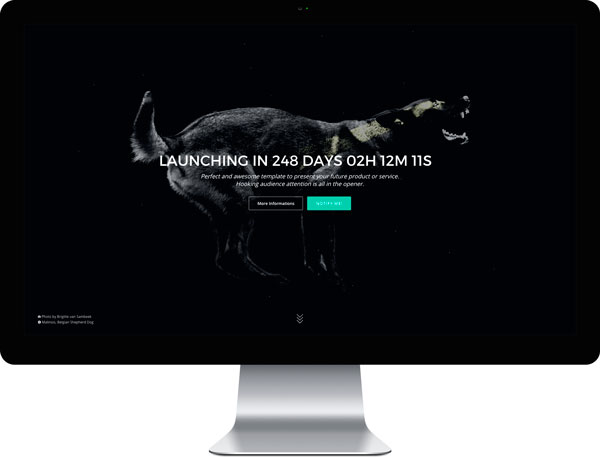 LAUNCHING IN 248 DAYS 02H 12M 11S
Perfect and awesome template to present your future product or service.
Hooking audience attention is all in the opener.
More Informations
NOTIFY ME!
Photo by Brigitte van
Malinois, Belgian Shepherd Dog